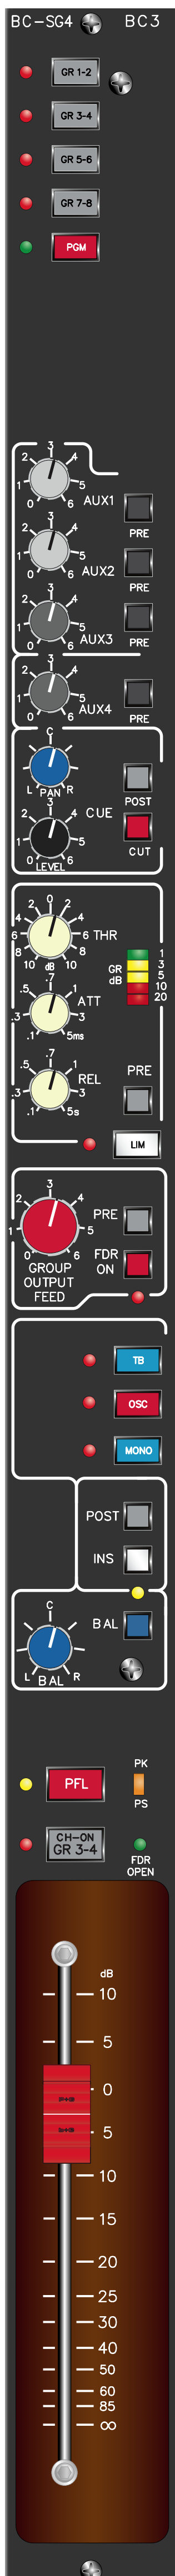 BC-SG4 BC3
GR 1-2
GR 3-4
GR 5-6
GR 7-8
PGM
3
2 4
1 5
0 6
AUX1
PRE
3
2 4
1 5
0 6
AUX2
PRE
3
2 4
1 5
0 6
AUX3
PRE
3
2 4
1 5
0 6
AUX4
PRE
C
L PAN R
POST
3
2 4
1 5
0 6
LEVEL
CUE
CUT
0
2 2
4 4
6 6
8 8
10 10
dB
THR
GR
dB
1
3
5
10
20
.7
.5 1
.3 3
.1 5ms
ATT
.7
.5 1
.3 3
.1 5s
REL
PRE
LIM
3
2 4
1 5
0 6
GROUP
OUTPUT
FEED
PRE
FDR
ON
TB
OSC
MONO
POST
INS
C
L BAL R
BAL
PFL
PK
PS
CH-ON
GR 3-4
FDR
OPEN
dB
10
5
0
5
10
15
20
25
30
40
50
60
85
∞